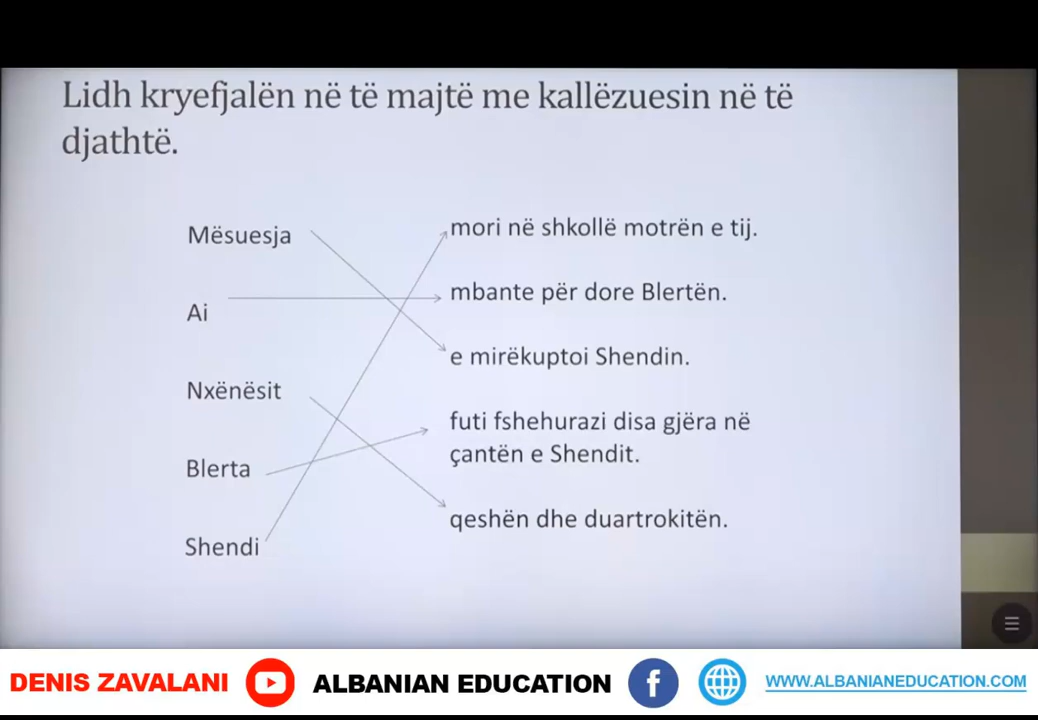 Lidh kryefjalën në të majtë me kallëzuesin në të
djathtë.
Mësuesja
Ai
Nxënësit
Blerta
Shendi
mori në shkollë motrën e tij.
mbante për dore Blertën.
e mirëkuptoi Shendin.
futi fshehurazi disa gjëra në
çantën e Shendit.
qeshën dhe duartrokitën.
DENIS ZAVALANI
ALBANIAN EDUCATION
WWW.ALBANIANEDUCATION.COM